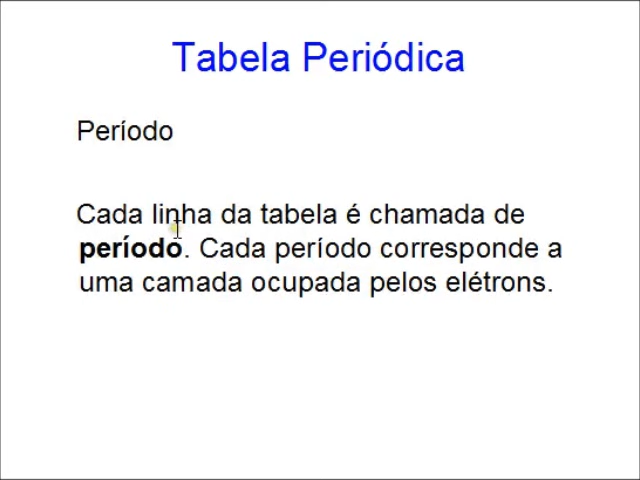 Tabela Periódica
Período
Cada linha da tabela é chamada de
período. Cada período corresponde a
uma camada ocupada pelos elétrons.